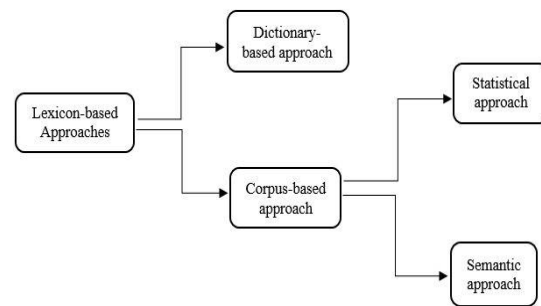 Dictionary-
based approach
Statistical
approach
Lexicon-based
Approaches
Corpus-based
approach
Semantic
approach